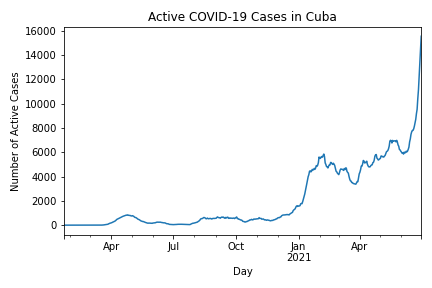 Active COVID-19 Cases in Cuba
Number of Active Cases
16000
14000
12000
10000
8000
6000
4000
2000
0
Apr Jul Oct Jan Apr
2021
Day